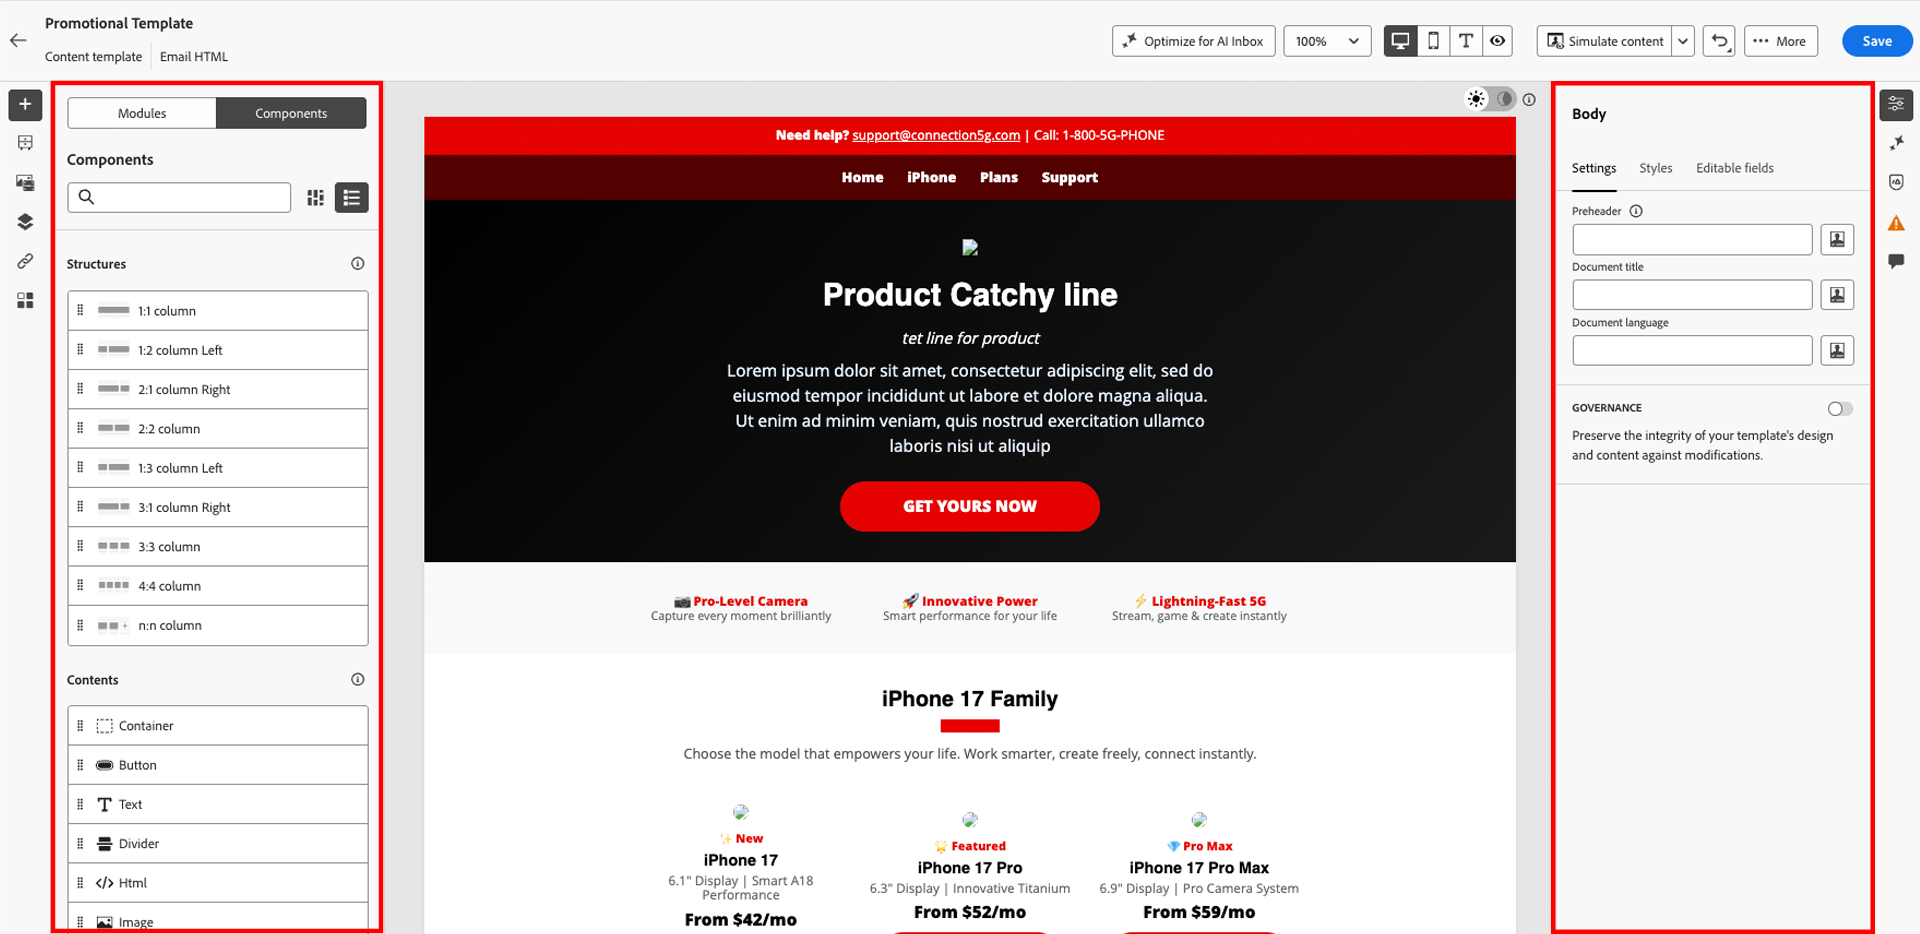 Promotional Template
Content template
Email HTML
Optimize for AI Inbox
100%
Simulate content
More
Save
Modules
Components
Components
Structures
1:1 column
1:2 column Left
2:1 column Right
2:2 column
1:3 column Left
3:1 column Right
3:3 column
4:4 column
n:n column
Contents
Container
Button
Text
Divider
Html
Image
Need help? support@connection5g.com | Call: 1-800-5G-PHONE
Home iPhone Plans Support
Product Catchy line
tet line for product
Lorem ipsum dolor sit amet, consectetur adipiscing elit, sed do
eiusmod tempor incididunt ut labore et dolore magna aliqua.
Ut enim ad minim veniam, quis nostrud exercitation ullamco
laboris nisi ut aliquip
GET YOURS NOW
📷 Pro-Level Camera
Capture every moment brilliantly
🚀 Innovative Power
Smart performance for your life
⚡ Lightning-Fast 5G
Stream, game & create instantly
iPhone 17 Family
Choose the model that empowers your life. Work smarter, create freely, connect instantly.
✨ New
iPhone 17
6.1" Display | Smart A18
Performance
From $42/mo
🌟 Featured
iPhone 17 Pro
6.3" Display | Innovative Titanium
From $52/mo
💎 Pro Max
iPhone 17 Pro Max
6.9" Display | Pro Camera System
From $59/mo
Body
Settings
Styles
Editable fields
Preheader
Document title
Document language
GOVERNANCE
Preserve the integrity of your template's design
and content against modifications.